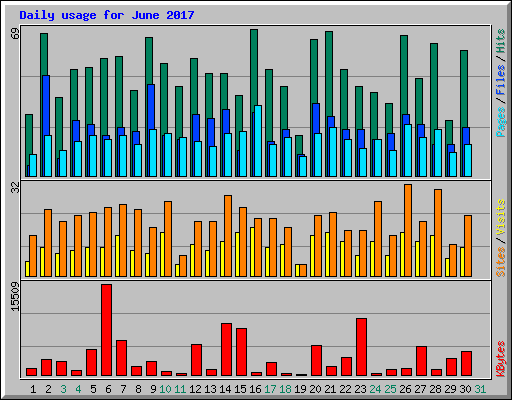 Daily usage for June 2017
69
Pages / Files / Hits
32
Sites / Visits
15509
KBytes
1 2 3 4 5 6 7 8 9 10 11 12 13 14 15 16 17 18 19 20 21 22 23 24 25 26 27 28 29 30 31